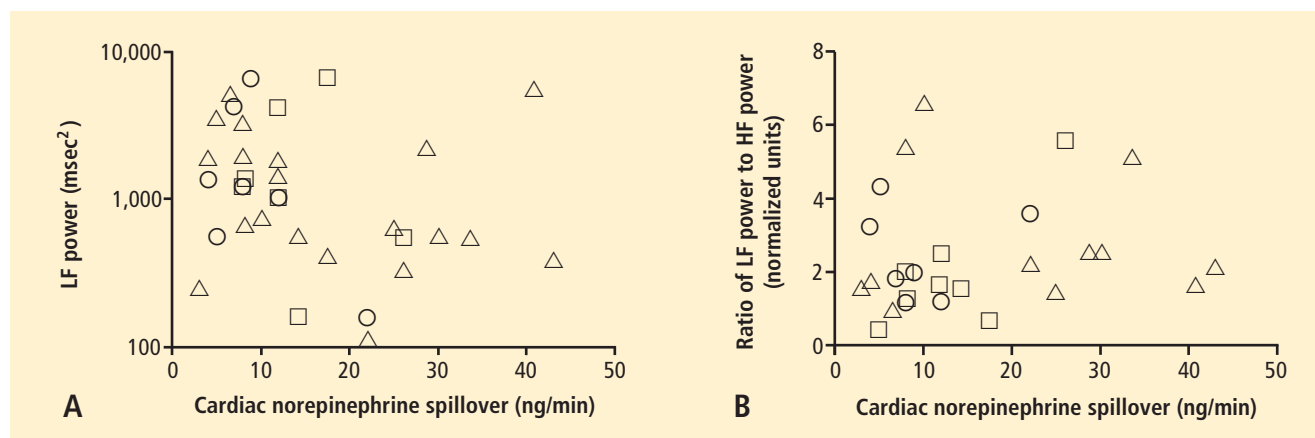 10,000
1,000
100
LF power (msec²)
0 10 20 30 40 50
A
Cardiac norepinephrine spillover (ng/min)
8
6
4
2
0
Ratio of LF power to HF power
(normalized units)
0 10 20 30 40 50
B
Cardiac norepinephrine spillover (ng/min)